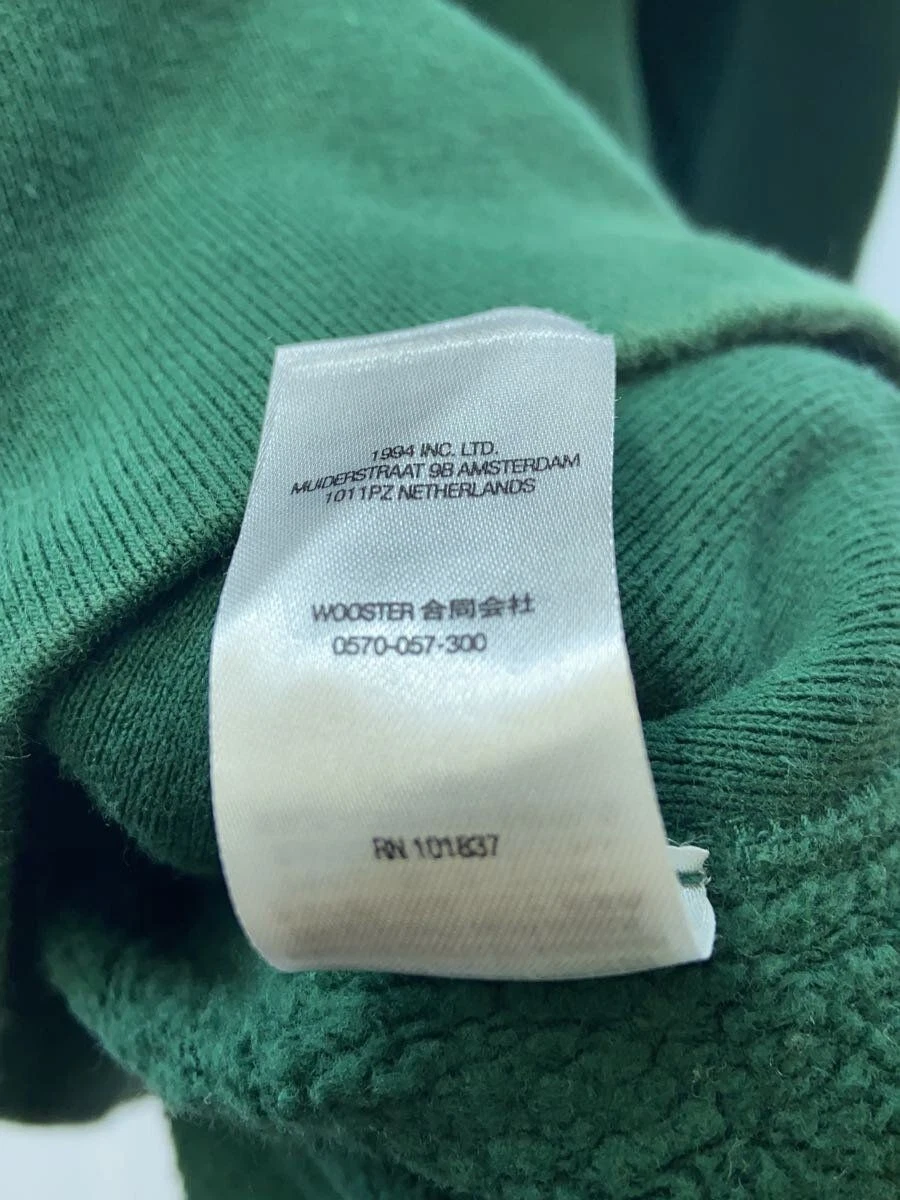 1994 INC. LTD.
MUIDERSTRAAT 9B AMSTERDAM
1011PZ NETHERLANDS
WOOSTER 合同会社
0570-057-300
RN 101837